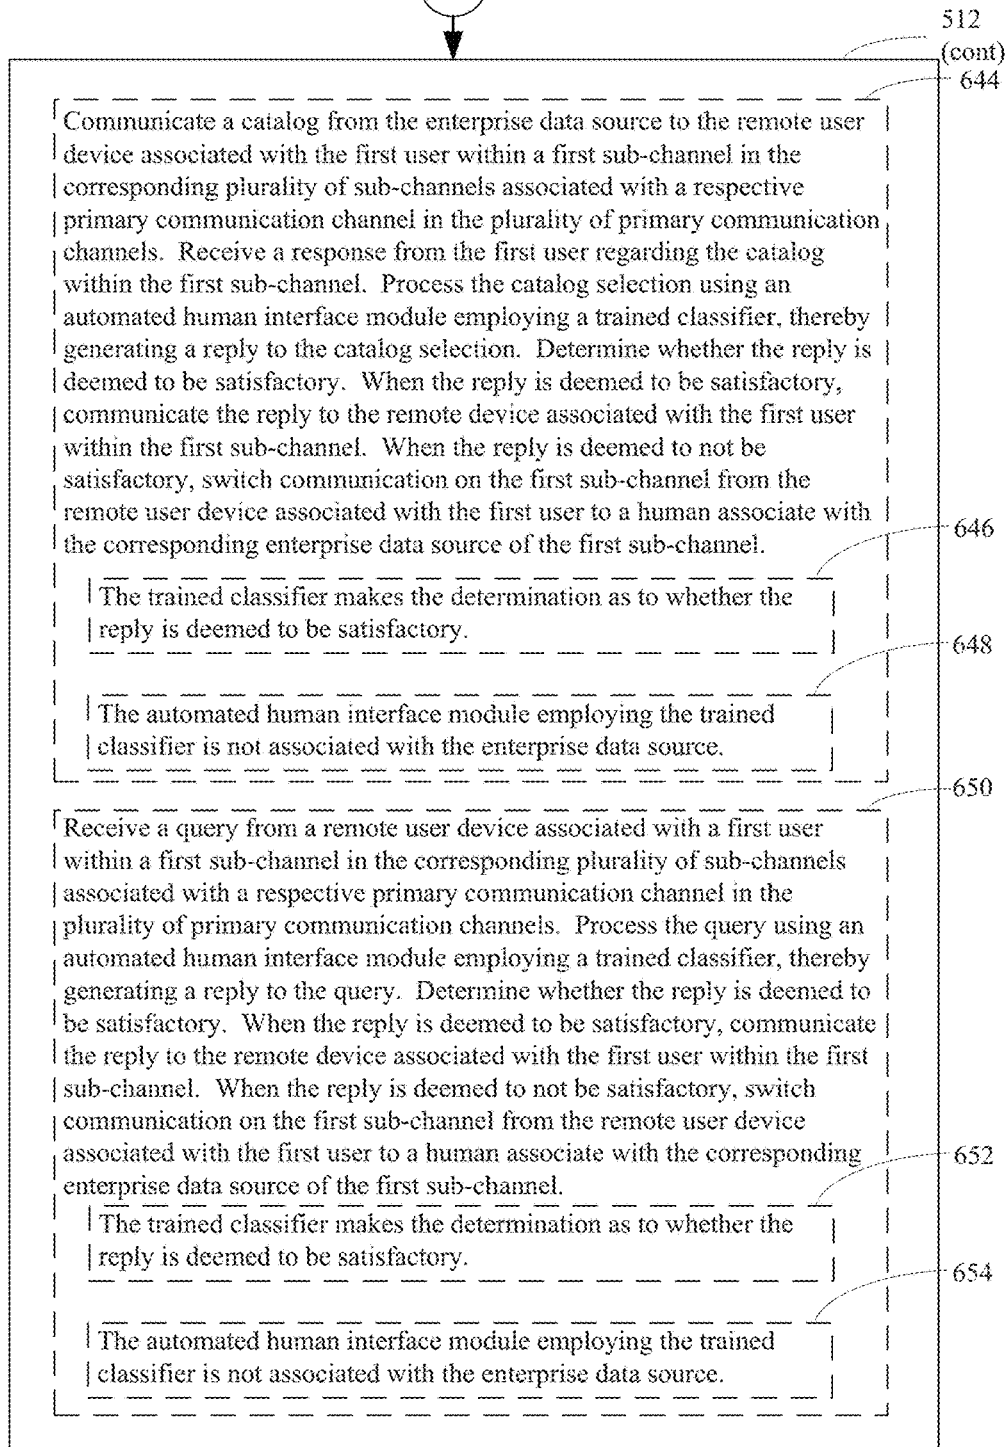 512
(cont)
644
Communicate a catalog from the enterprise data source to the remote user
device associated with the first user within a first sub-channel in the
corresponding plurality of sub-channels associated with a respective
primary communication channel in the plurality of primary communication
channels. Receive a response from the first user regarding the catalog
within the first sub-channel. Process the catalog selection using an
automated human interface module employing a trained classifier, thereby
generating a reply to the catalog selection. Determine whether the reply is
deemed to be satisfactory. When the reply is deemed to be satisfactory,
communicate the reply to the remote device associated with the first user
within the first sub-channel. When the reply is deemed to not be
satisfactory, switch communication on the first sub-channel from the
remote user device associated with the first user to a human associate with
the corresponding enterprise data source of the first sub-channel.
646
The trained classifier makes the determination as to whether the
reply is deemed to be satisfactory.
648
The automated human interface module employing the trained
classifier is not associated with the enterprise data source.
650
Receive a query from a remote user device associated with a first user
within a first sub-channel in the corresponding plurality of sub-channels
associated with a respective primary communication channel in the
plurality of primary communication channels. Process the query using an
automated human interface module employing a trained classifier, thereby
generating a reply to the query. Determine whether the reply is deemed to
be satisfactory. When the reply is deemed to be satisfactory, communicate
the reply to the remote device associated with the first user within the first
sub-channel. When the reply is deemed to not be satisfactory, switch
communication on the first sub-channel from the remote user device
associated with the first user to a human associate with the corresponding
enterprise data source of the first sub-channel.
652
The trained classifier makes the determination as to whether the
reply is deemed to be satisfactory.
654
The automated human interface module employing the trained
classifier is not associated with the enterprise data source.